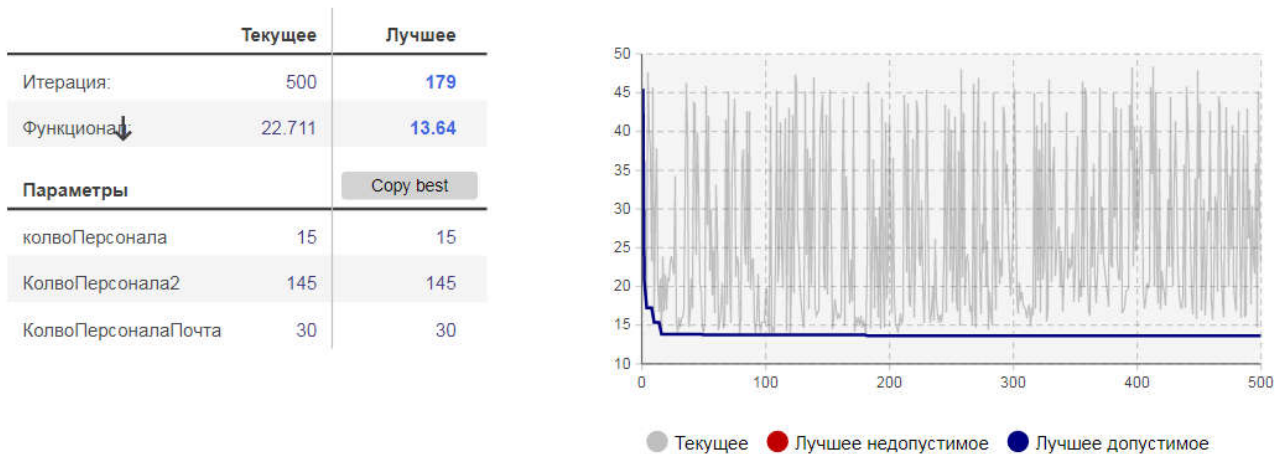 Текущее Лучшее
Итерация: 500 179
Функционал: 22.711 13.64
Параметры Copy best
колвоПерсонала 15 15
КолвоПерсонала2 145 145
КолвоПерсоналаПочта 30 30
50
45
40
35
30
25
20
15
10
0 100 200 300 400 500
Текущее Лучшее недопустимое Лучшее допустимое